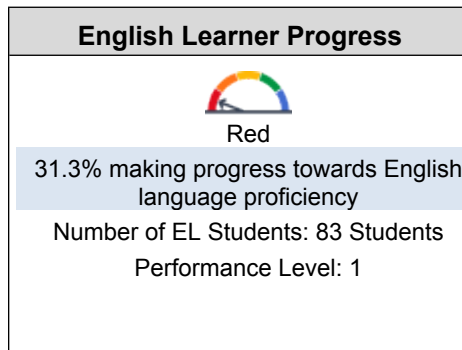 English Learner Progress
Red
31.3% making progress towards English
language proficiency
Number of EL Students: 83 Students
Performance Level: 1